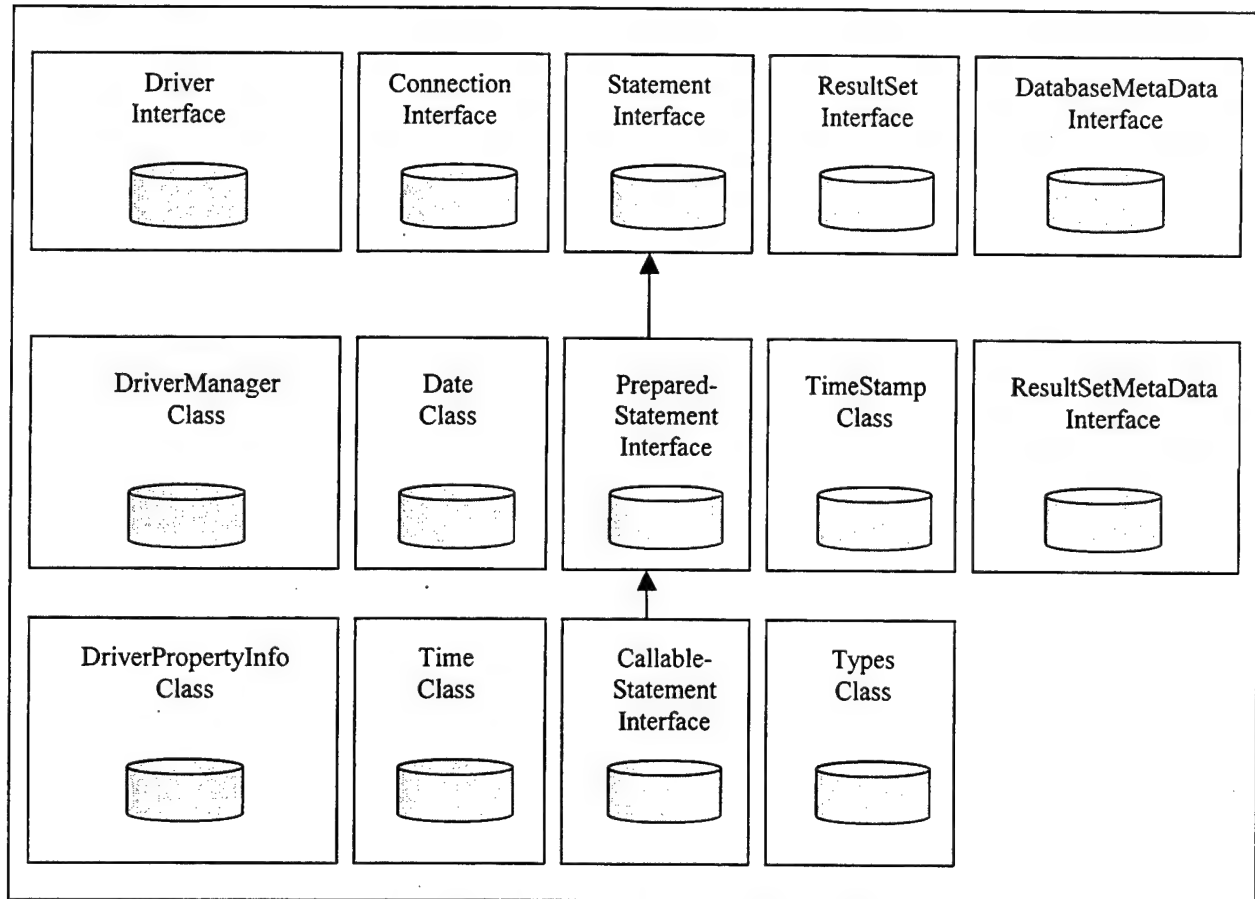 Driver
Interface
Connection
Interface
Statement
Interface
ResultSet
Interface
DatabaseMetaData
Interface
DriverManager
Class
Date
Class
Prepared-
Statement
Interface
TimeStamp
Class
ResultSetMetaData
Interface
DriverPropertyInfo
Class
Time
Class
Callable-
Statement
Interface
Types
Class